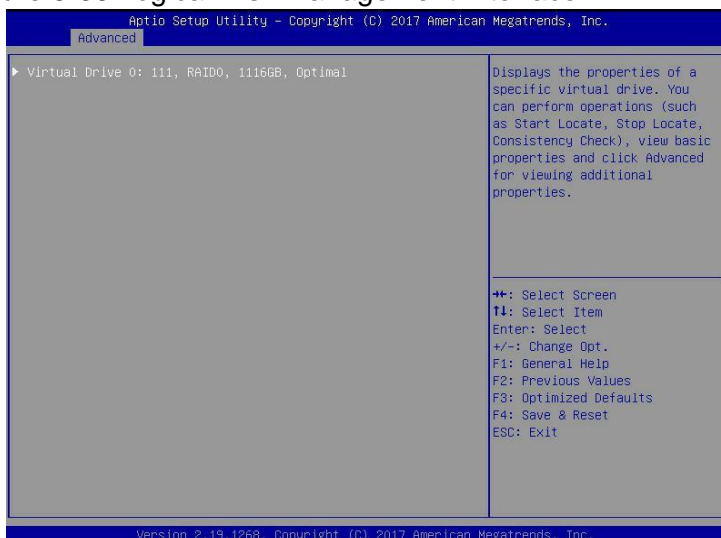 Aptio Setup Utility – Copyright (C) 2017 American Megatrends, Inc.
Advanced
▶ Virtual Drive 0: 111, RAID0, 1116GB, Optimal
Displays the properties of a
specific virtual drive. You
can perform operations (such
as Start Locate, Stop Locate,
Consistency Check), view basic
properties and click Advanced
for viewing additional
properties.
→←: Select Screen
↑↓: Select Item
Enter: Select
+/-: Change Opt.
F1: General Help
F2: Previous Values
F3: Optimized Defaults
F4: Save & Reset
ESC: Exit
Version 2.19.1268. Copyright (C) 2017 American Megatrends, Inc.